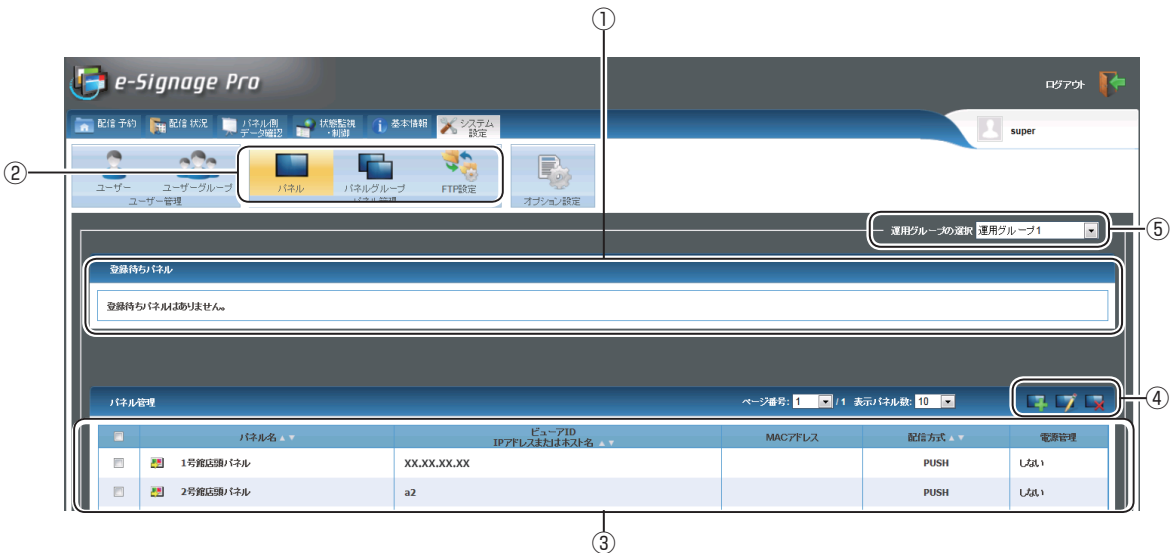 ①
e-Signage Pro
ログアウト
配信予約
配信状況
パネル側
データ確認
状態監視
・制御
基本情報
システム
設定
super
②
ユーザー
ユーザーグループ
ユーザー管理
パネル
パネルグループ
FTP設定
パネル管理
オプション設定
運用グループの選択 運用グループ1
⑤
登録待ちパネル
登録待ちパネルはありません。
パネル管理
ページ番号: 1 / 1 表示パネル数: 10
④
パネル名▲▼
ビューアID
IPアドレスまたはホスト名 ▲▼
MACアドレス
配信方式▲▼
電源管理
1号館店頭パネル XX.XX.XX.XX PUSH しない
2号館店頭パネル a2 PUSH しない
③